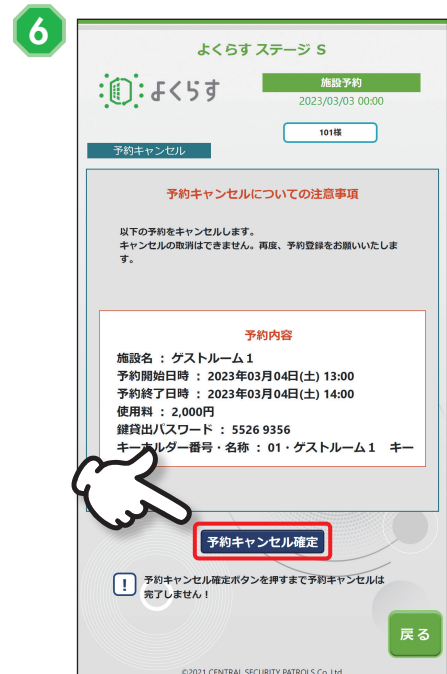 6
よくらす ステージ S
よくらす
施設予約
2023/03/03 00:00
101様
予約キャンセル
予約キャンセルについての注意事項
以下の予約をキャンセルします。
キャンセルの取消はできません。再度、予約登録をお願いいたしま
す。
予約内容
施設名 : ゲストルーム1
予約開始日時 : 2023年03月04日(土) 13:00
予約終了日時 : 2023年03月04日(土) 14:00
使用料 : 2,000円
鍵貸出パスワード : 5526 9356
キーホルダー番号・名称 : 01・ゲストルーム1 キー
予約キャンセル確定
! 予約キャンセル確定ボタンを押すまで予約キャンセルは
完了しません!
戻る
©2021 CENTRAL SECURITY PATROLS Co.,Ltd.